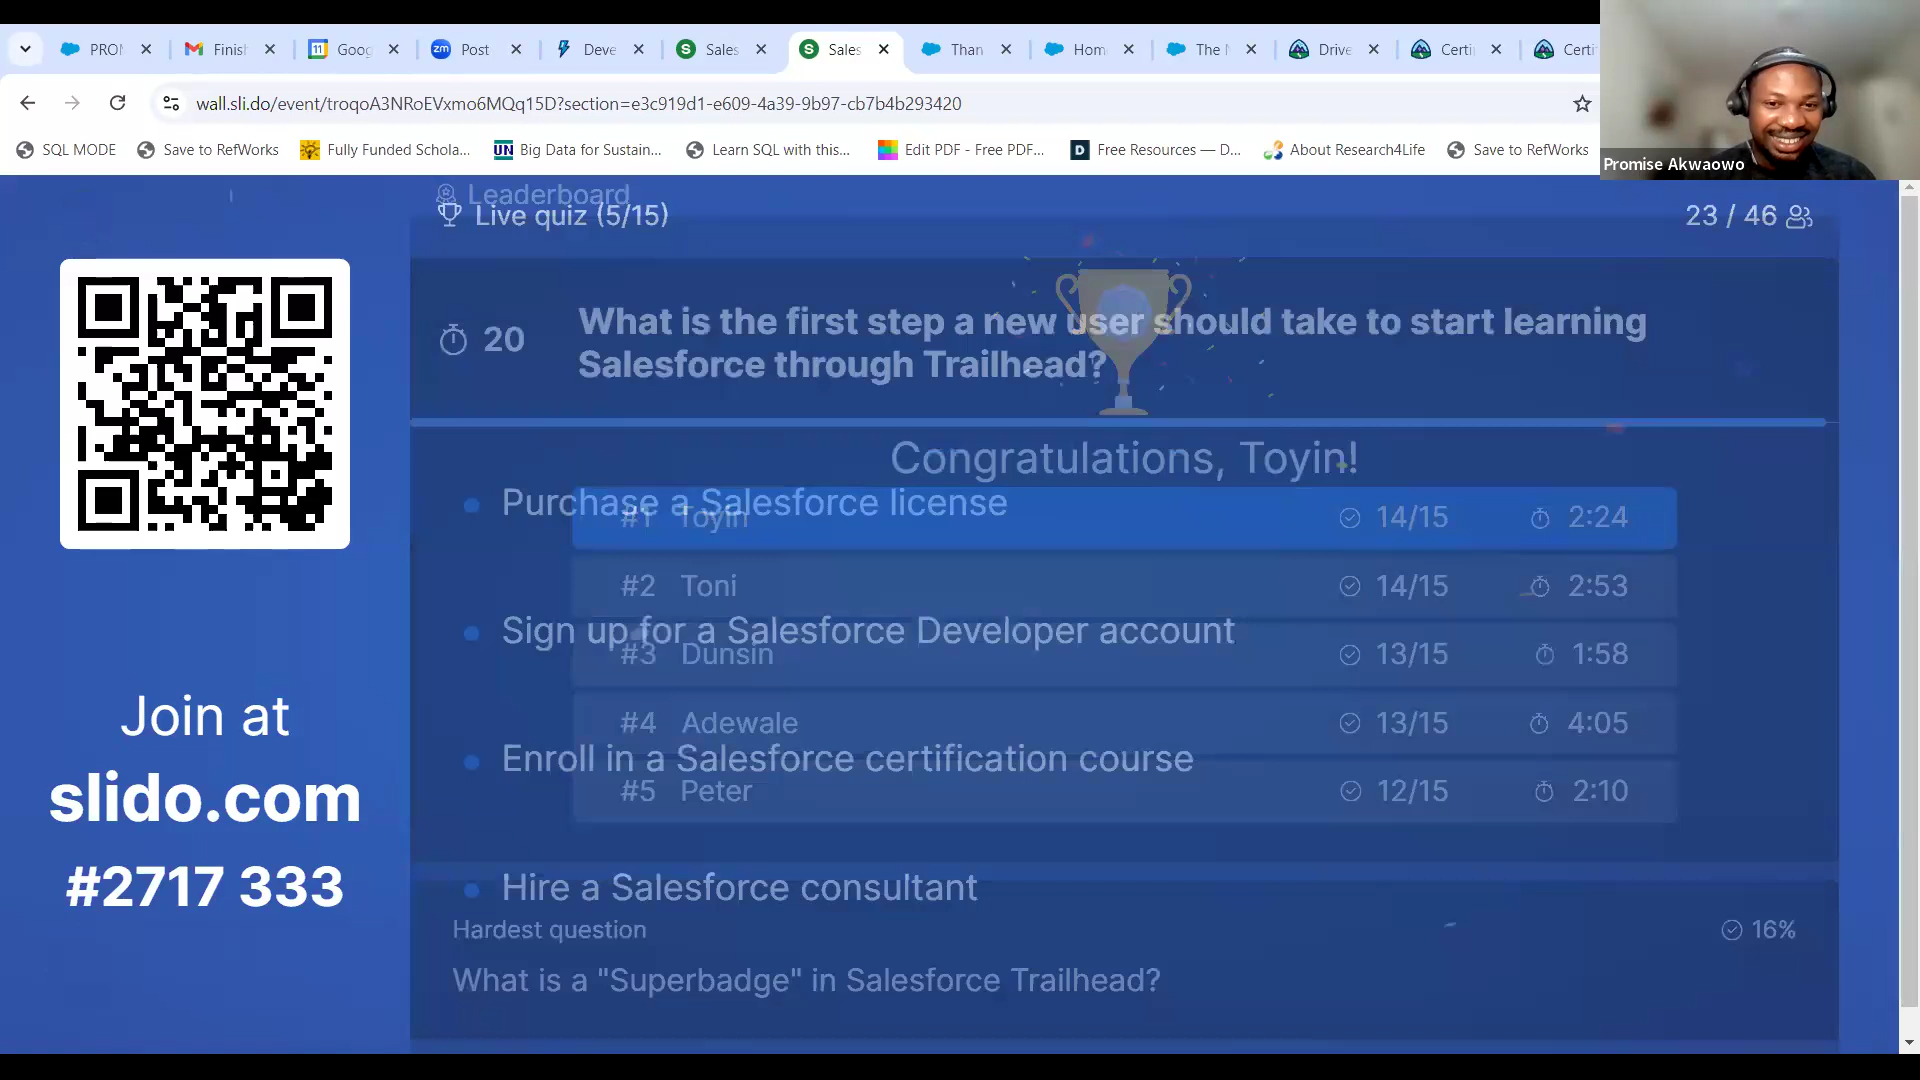 PROM
Finish
Goog
Post
Deve
Sales
Sales
Than
Hom
The N
Drive
Certi
Certi
wall.sli.do/event/troqoA3NRoEVxmo6MQq15D?section=e3c919d1-e609-4a39-9b97-cb7b4b293420
SQL MODE
Save to RefWorks
Fully Funded Schola...
Big Data for Sustain...
Learn SQL with this...
Edit PDF - Free PDF...
Free Resources — D...
About Research4Life
Save to RefWorks
Promise Akwaowo
Leaderboard
Live quiz (5/15)
23 / 46
20
What is the first step a new user should take to start learning
Salesforce through Trailhead?
Congratulations, Toyin!
Purchase a Salesforce license
#1 Toyin 14/15 2:24
#2 Toni 14/15 2:53
Sign up for a Salesforce Developer account
#3 Dunsin 13/15 1:58
#4 Adewale 13/15 4:05
Enroll in a Salesforce certification course
#5 Peter 12/15 2:10
Hire a Salesforce consultant
Hardest question 16%
What is a "Superbadge" in Salesforce Trailhead?
Join at
slido.com
#2717 333